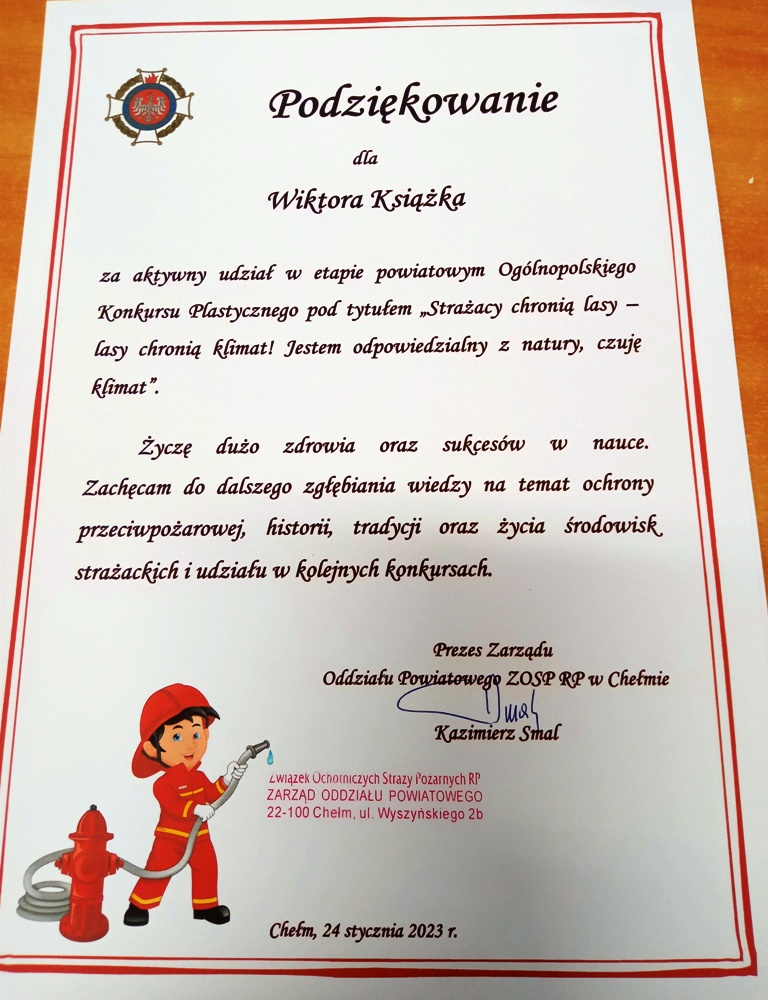 Podziękowanie
dla
Wiktora Książka
za aktywny udział w etapie powiatowym Ogólnopolskiego
Konkursu Plastycznego pod tytułem „Strażacy chronią lasy –
lasy chronią klimat! Jestem odpowiedzialny z natury, czuję
klimat”.
Życzę dużo zdrowia oraz sukcesów w nauce.
Zachęcam do dalszego zgłębiania wiedzy na temat ochrony
przeciwpożarowej, historii, tradycji oraz życia środowisk
strażackich i udziału w kolejnych konkursach.
Prezes Zarządu
Oddziału Powiatowego ZOSP RP w Chełmie
Kazimierz Smal
Związek Ochotniczych Straży Pożarnych RP
ZARZĄD ODDZIAŁU POWIATOWEGO
22-100 Chełm, ul. Wyszyńskiego 2b
Chełm, 24 stycznia 2023 r.